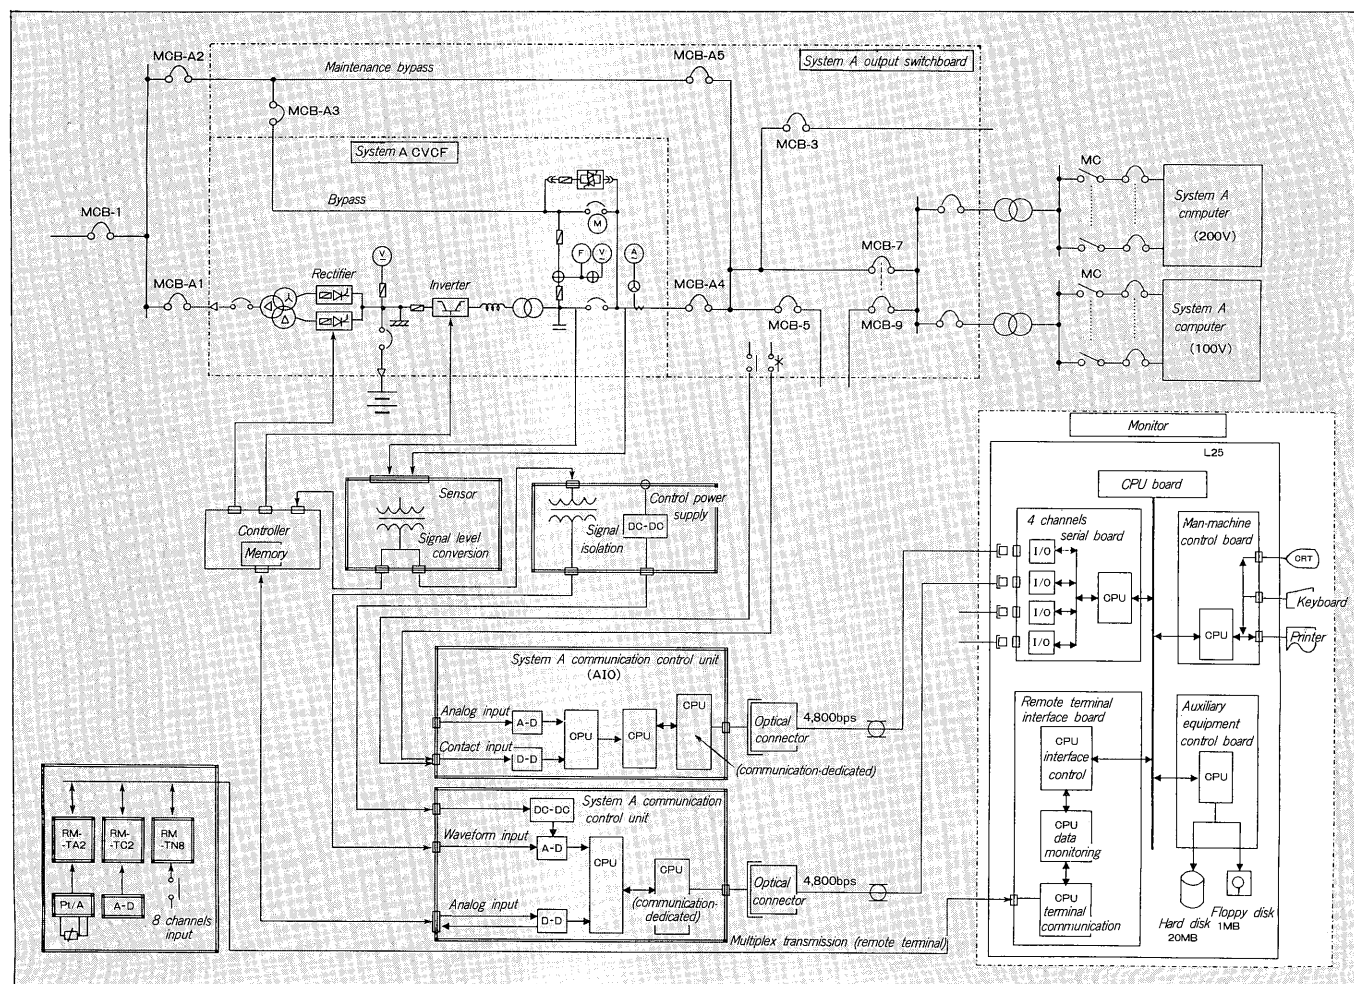 MCB-A2
Maintenance bypass
MCB-A5
System A output switchboard
MCB-A3
MCB-3
System A CVCF
MC
System A
cnmputer
(200V)
Bypass
MCB-1
M
F
V
A
MCB-7
V
Rectifier
Inverter
MCB-A1
MCB-A4
MCB-5
MCB-9
MC
System A
computer
(100V)
Monitor
L25
CPU board
Sensor
Signal level
conversion
Control power
supply
DC-DC
Signal
isolation
Controller
Memory
4 channels
serial board
I/O
I/O
I/O
I/O
CPU
Man-machine
control board
CPU
CRT
Keyboard
Printer
System A communication control unit
(AIO)
Analog input
A-D
Contact input
D-D
CPU
CPU
CPU
(communication-dedicated)
Optical
connector
4,800bps
Remote terminal
interface board
CPU
interface
control
CPU
data
monitoring
CPU
terminal
communication
Auxiliary
equipment
control board
CPU
Hard disk
20MB
Floppy disk
1MB
RM-
-TA2
RM-
-TC2
RM
-TN8
Pt/A
A-D
8 channels
input
DC-DC
System A communication
control unit
Waveform input
A-D
CPU
CPU
(communication-
dedicated)
Analog input
D-D
Optical
connector
4,800bps
Multiplex transmission (remote terminal)